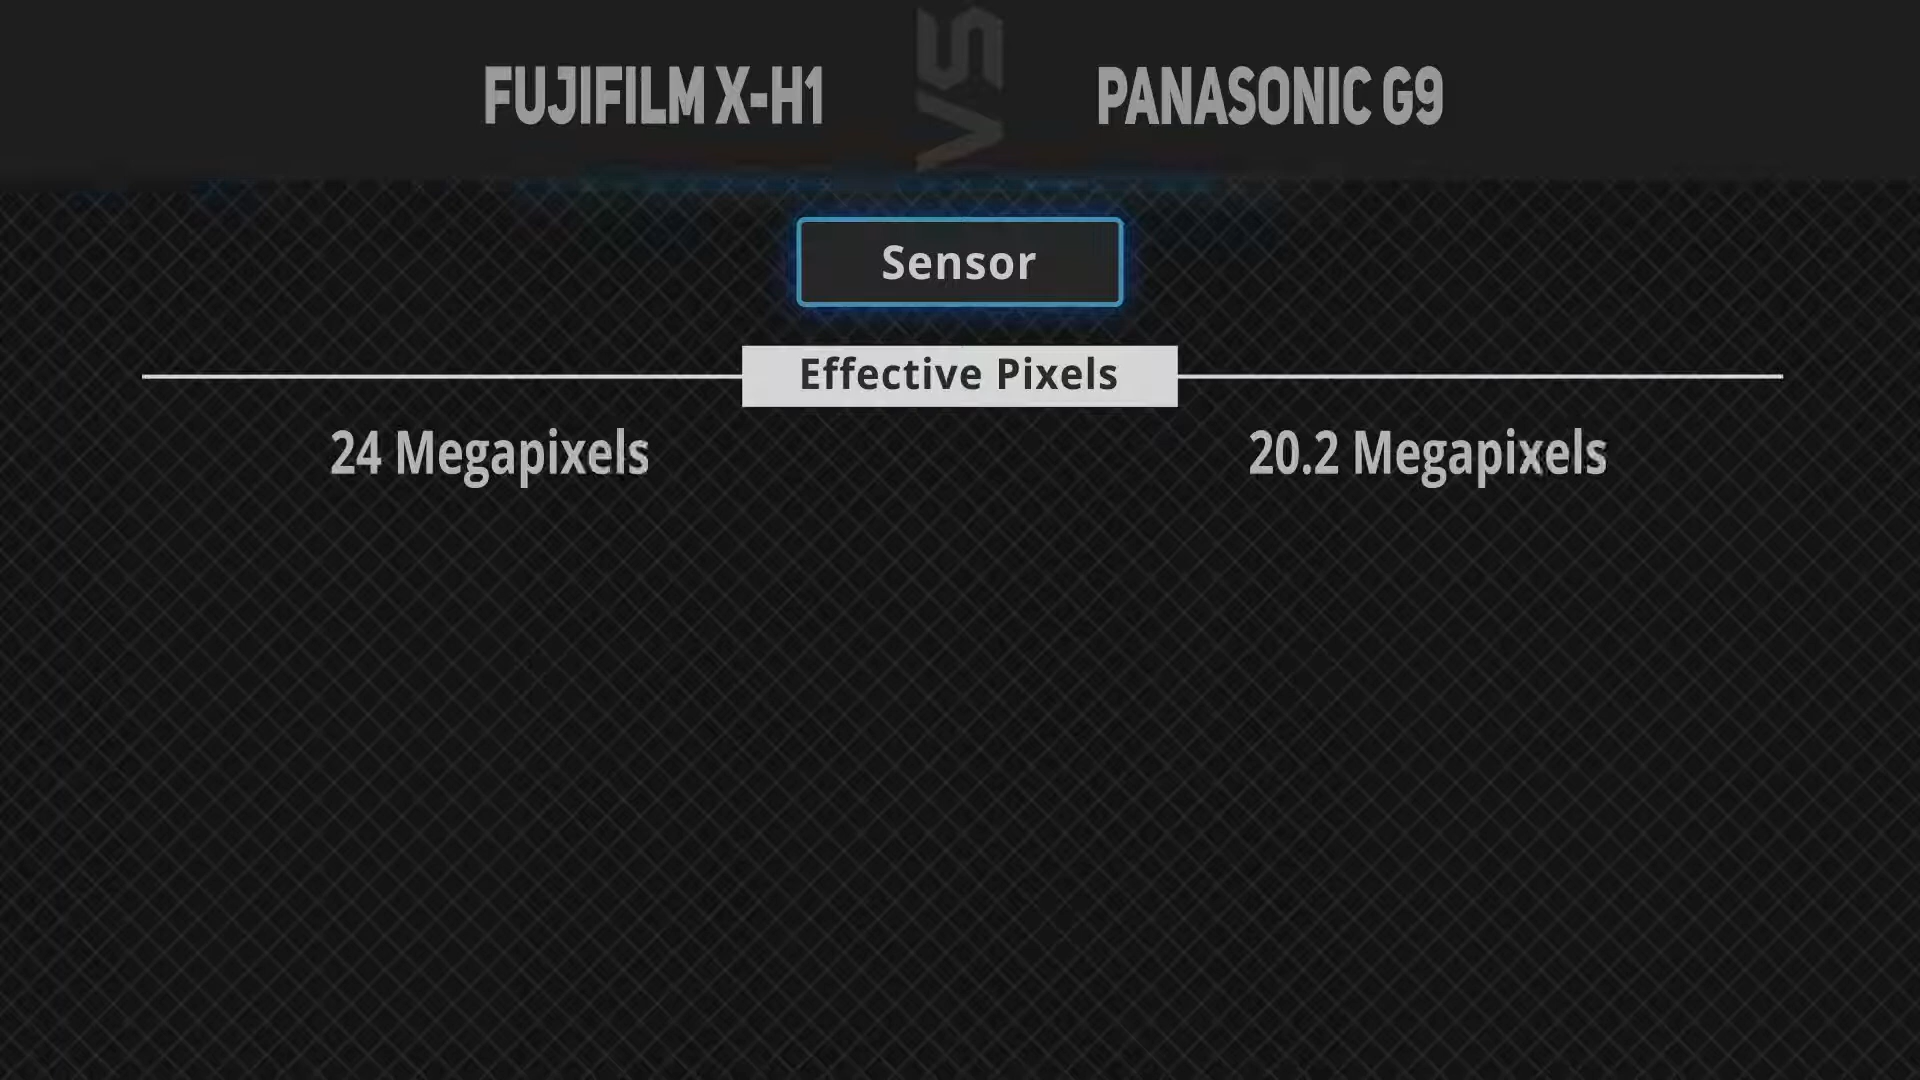 FUJIFILM X-H1 VS PANASONIC G9
Sensor
Effective Pixels
24 Megapixels 20.2 Megapixels